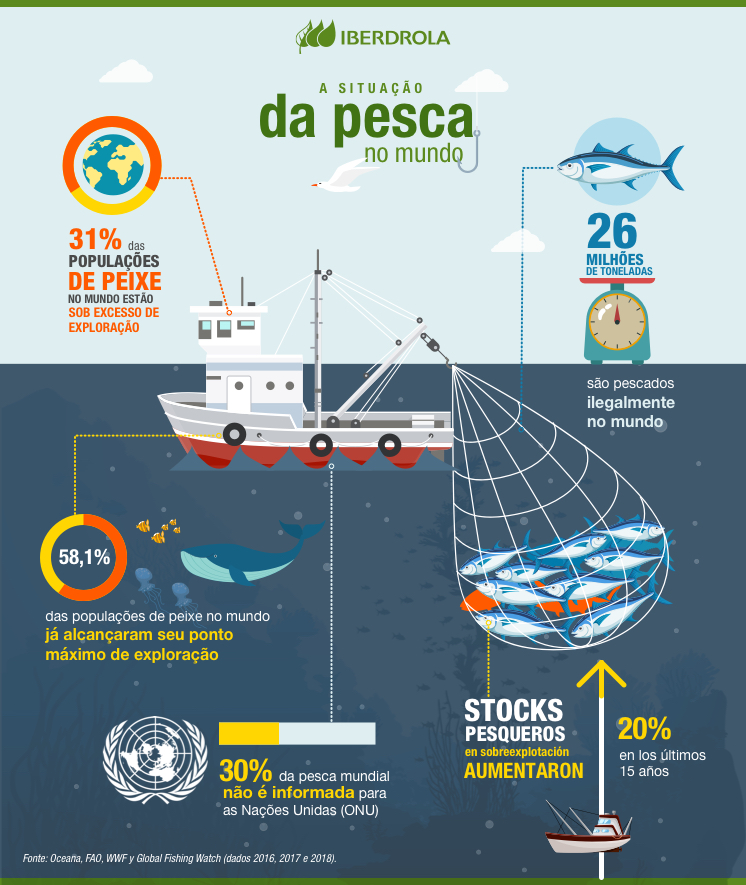 IBERDROLA
A SITUAÇÃO
da pesca
no mundo
31% das
POPULAÇÕES
DE PEIXE
NO MUNDO ESTÃO
SOB EXCESSO DE
EXPLORAÇÃO
26
MILHÕES
DE TONELADAS
são pescados
ilegalmente
no mundo
58,1%
das populações de peixe no mundo
já alcançaram seu ponto
máximo de exploração
STOCKS
PESQUEROS
en sobreexplotación
AUMENTARON
20%
en los últimos
15 años
30% da pesca mundial
não é informada para
as Nações Unidas (ONU)
Fonte: Oceaña, FAO, WWF y Global Fishing Watch (dados 2016, 2017 e 2018).